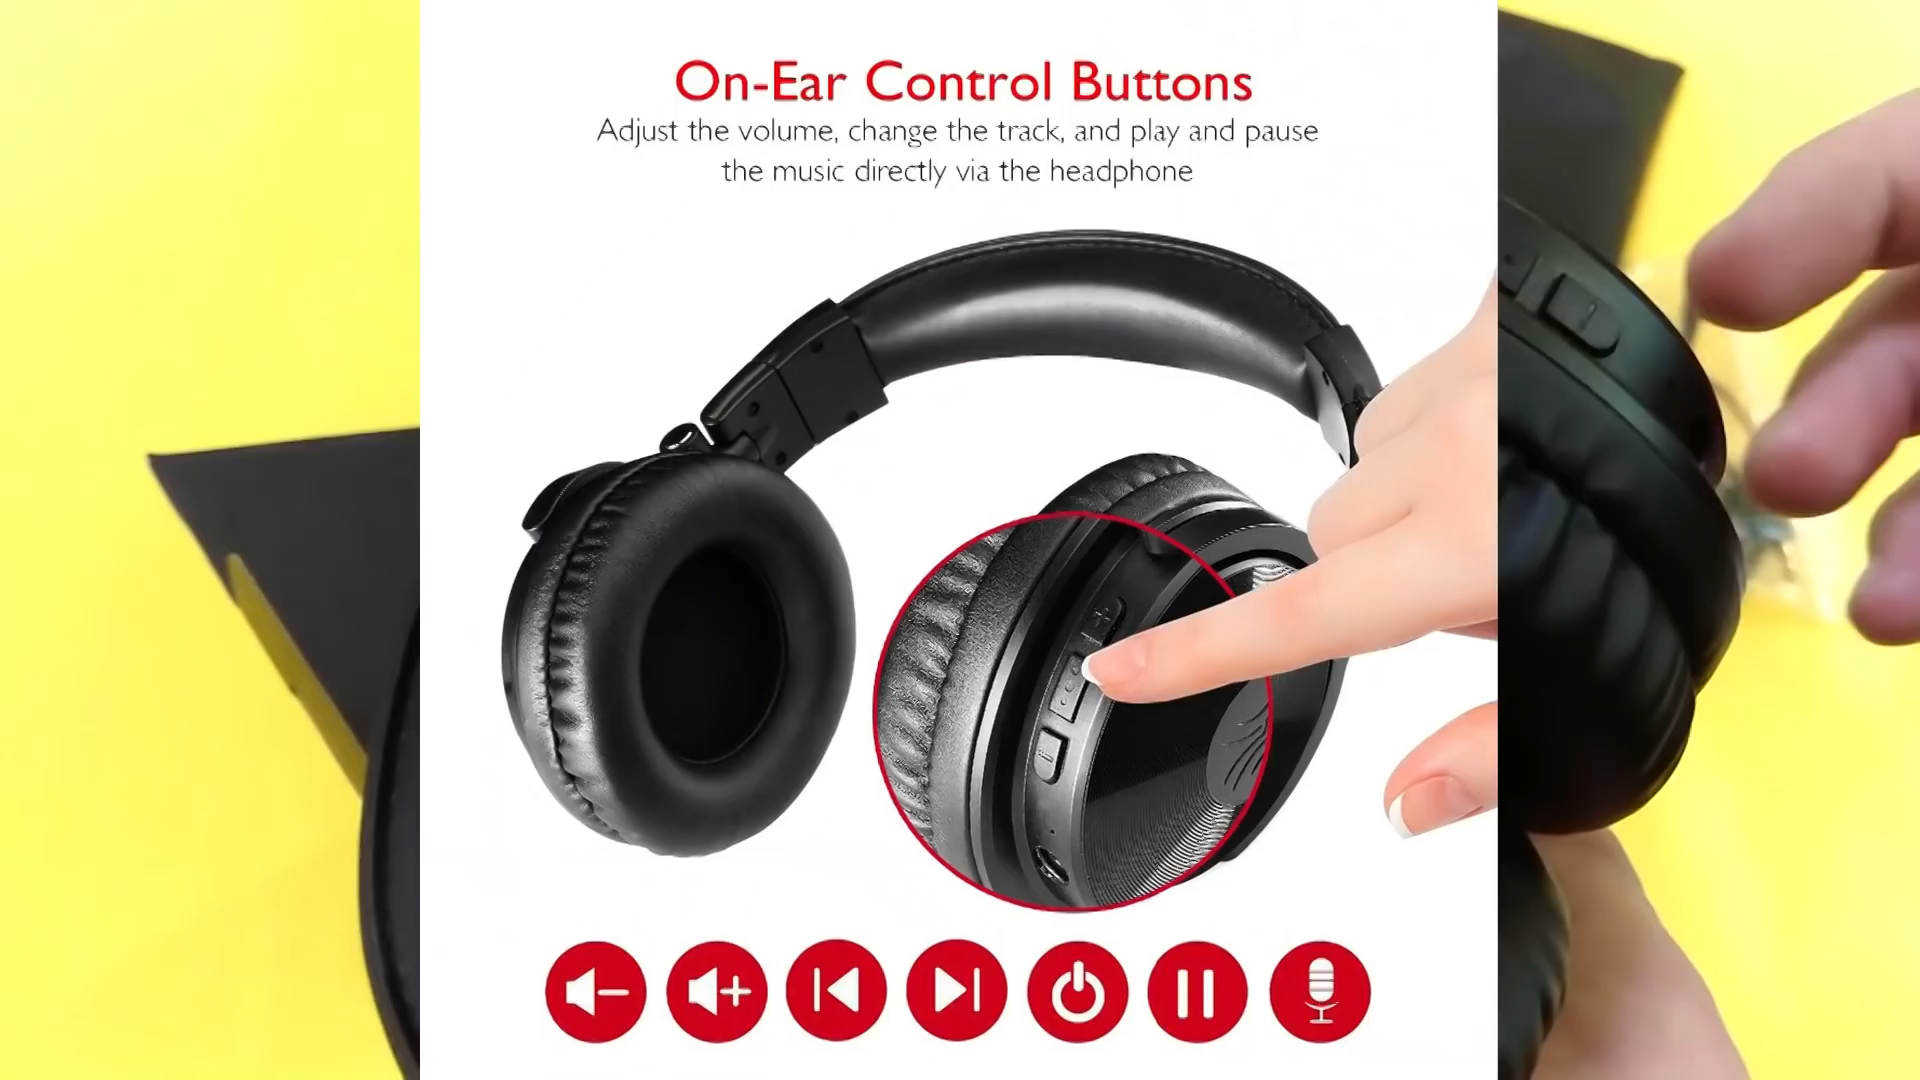 On-Ear Control Buttons
Adjust the volume, change the track, and play and pause
the music directly via the headphone